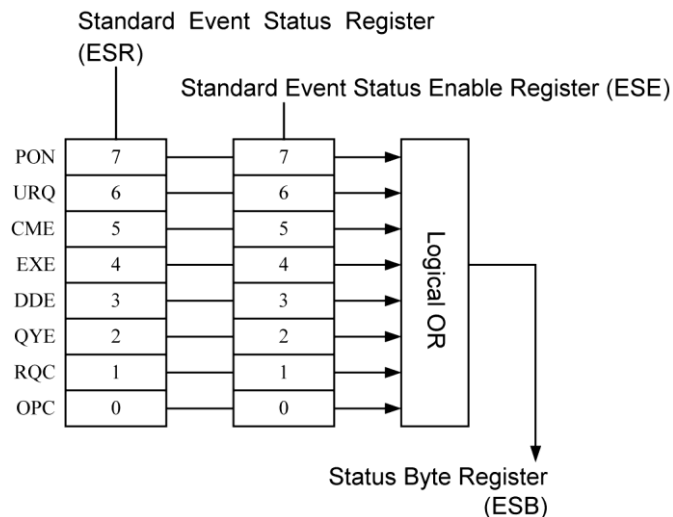 Standard Event Status Register
(ESR)
Standard Event Status Enable Register (ESE)
PON 7 7
URQ 6 6
CME 5 5
EXE 4 4
DDE 3 3
QYE 2 2
RQC 1 1
OPC 0 0
Logical OR
Status Byte Register
(ESB)